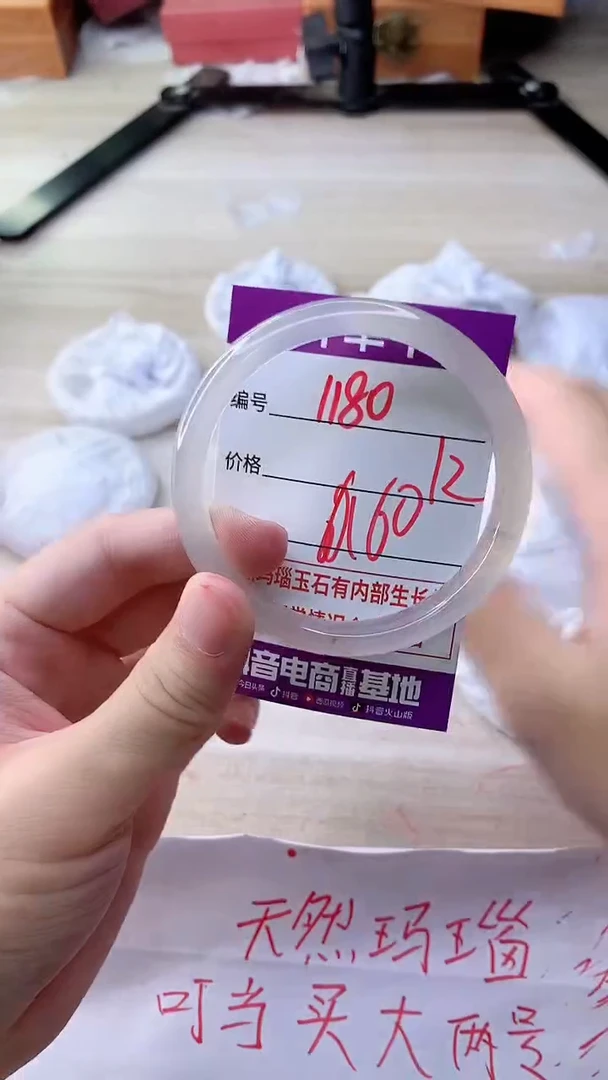 编号 1180
价格
60 12
玛瑙玉石有内部生长
音电商直播基地
今日头条 抖音 西瓜视频 抖音火山版
天然玛瑙
叮当买大两号